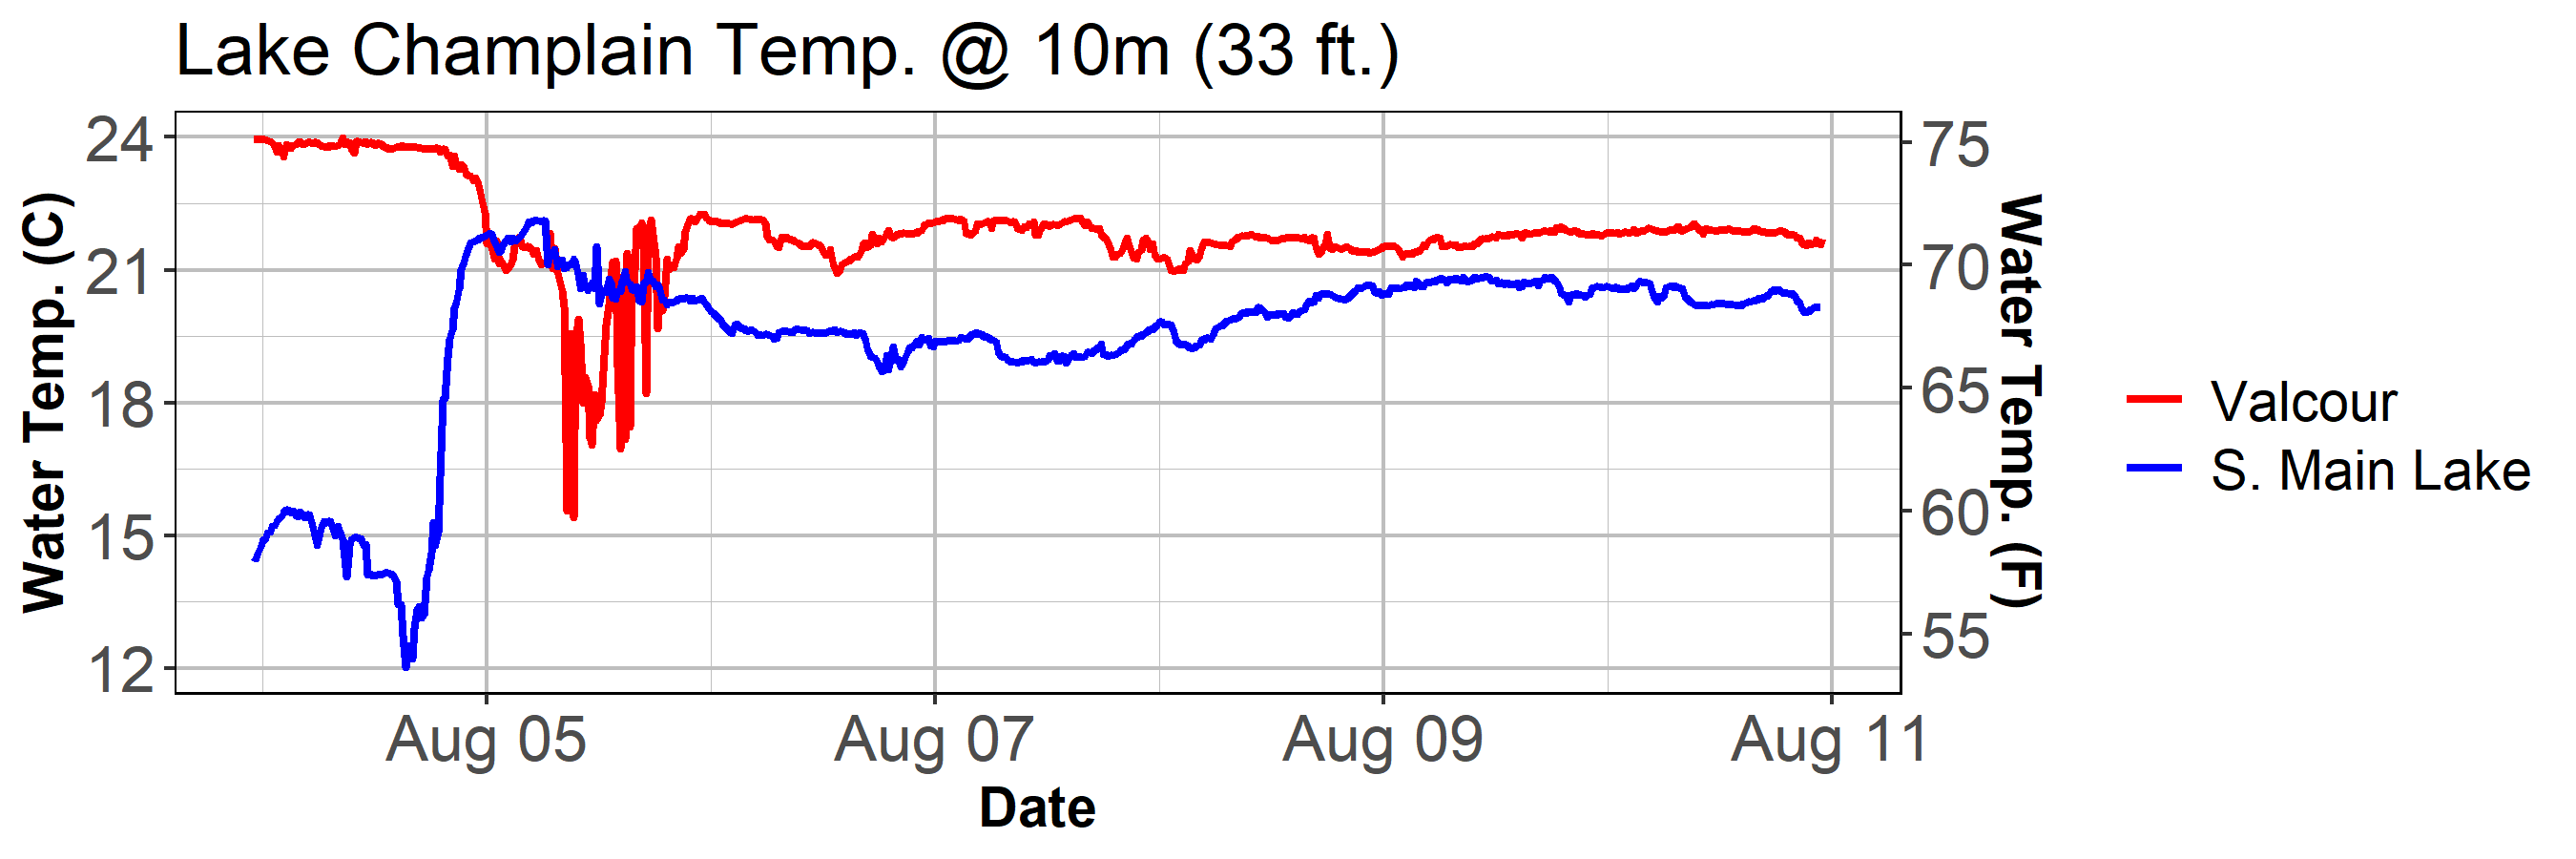 Lake Champlain Temp. @ 10m (33 ft.)
24
21
18
15
12
Water Temp. (C)
75
70
65
60
55
Water Temp. (F)
Aug 05
Aug 07
Aug 09
Aug 11
Date
Valcour
S. Main Lake